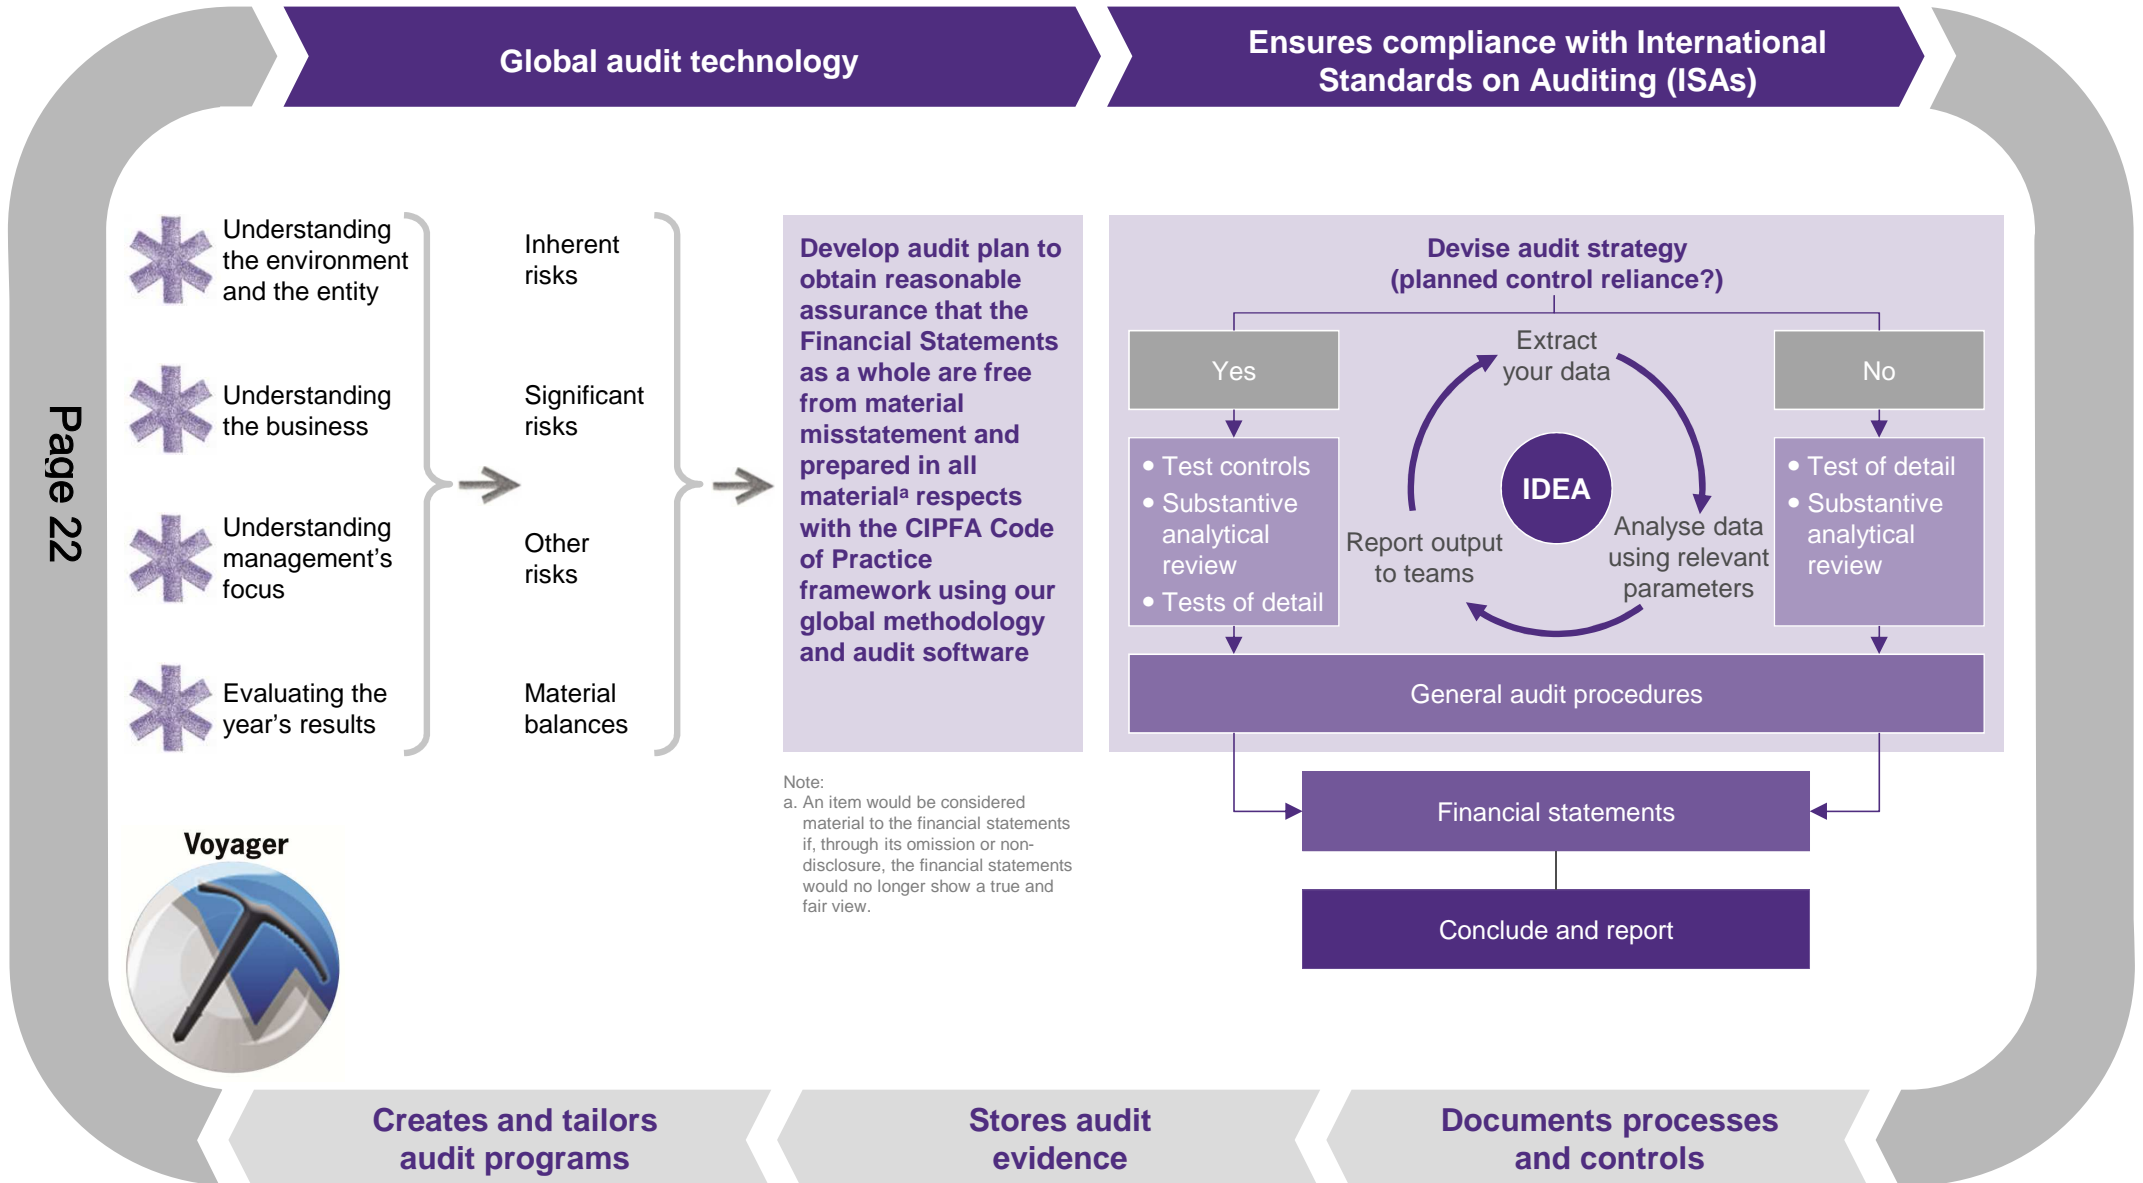 Global audit technology
Ensures compliance with International
Standards on Auditing (ISAs)
Page 22
Understanding
the environment
and the entity
Understanding
the business
Understanding
management's
focus
Evaluating the
year's results
Inherent
risks
Significant
risks
Other
risks
Material
balances
Develop audit plan to
obtain reasonable
assurance that the
Financial Statements
as a whole are free
from material
misstatement and
prepared in all
materialᵃ respects
with the CIPFA Code
of Practice
framework using our
global methodology
and audit software
Note:
a. An item would be considered
material to the financial statements
if, through its omission or non-
disclosure, the financial statements
would no longer show a true and
fair view.
Devise audit strategy
(planned control reliance?)
Yes
• Test controls
• Substantive
analytical
review
• Tests of detail
Extract
your data
IDEA
Analyse data
using relevant
parameters
Report output
to teams
No
• Test of detail
• Substantive
analytical
review
General audit procedures
Financial statements
Conclude and report
Voyager
Creates and tailors
audit programs
Stores audit
evidence
Documents processes
and controls